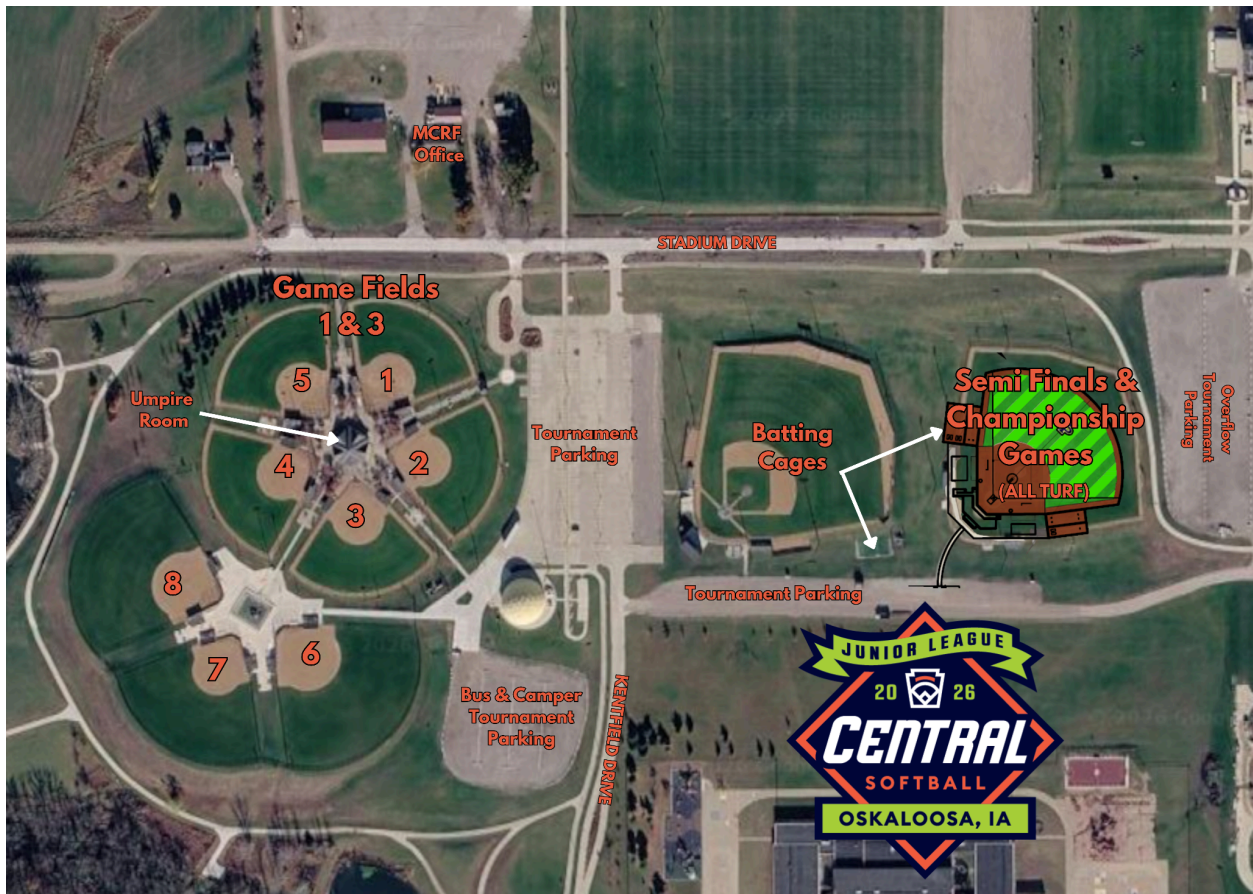 MCRF
Office
STADIUM DRIVE
Game Fields
1 & 3
5
1
Umpire
Room
4
2
3
8
7
6
Tournament
Parking
Batting
Cages
Semi Finals &
Championship
Games
(ALL TURF)
Overflow
Tournament
Parking
Tournament Parking
Bus & Camper
Tournament
Parking
KENTIFIELD DRIVE
JUNIOR LEAGUE
20 26
CENTRAL
SOFTBALL
OSKALOOSA, IA